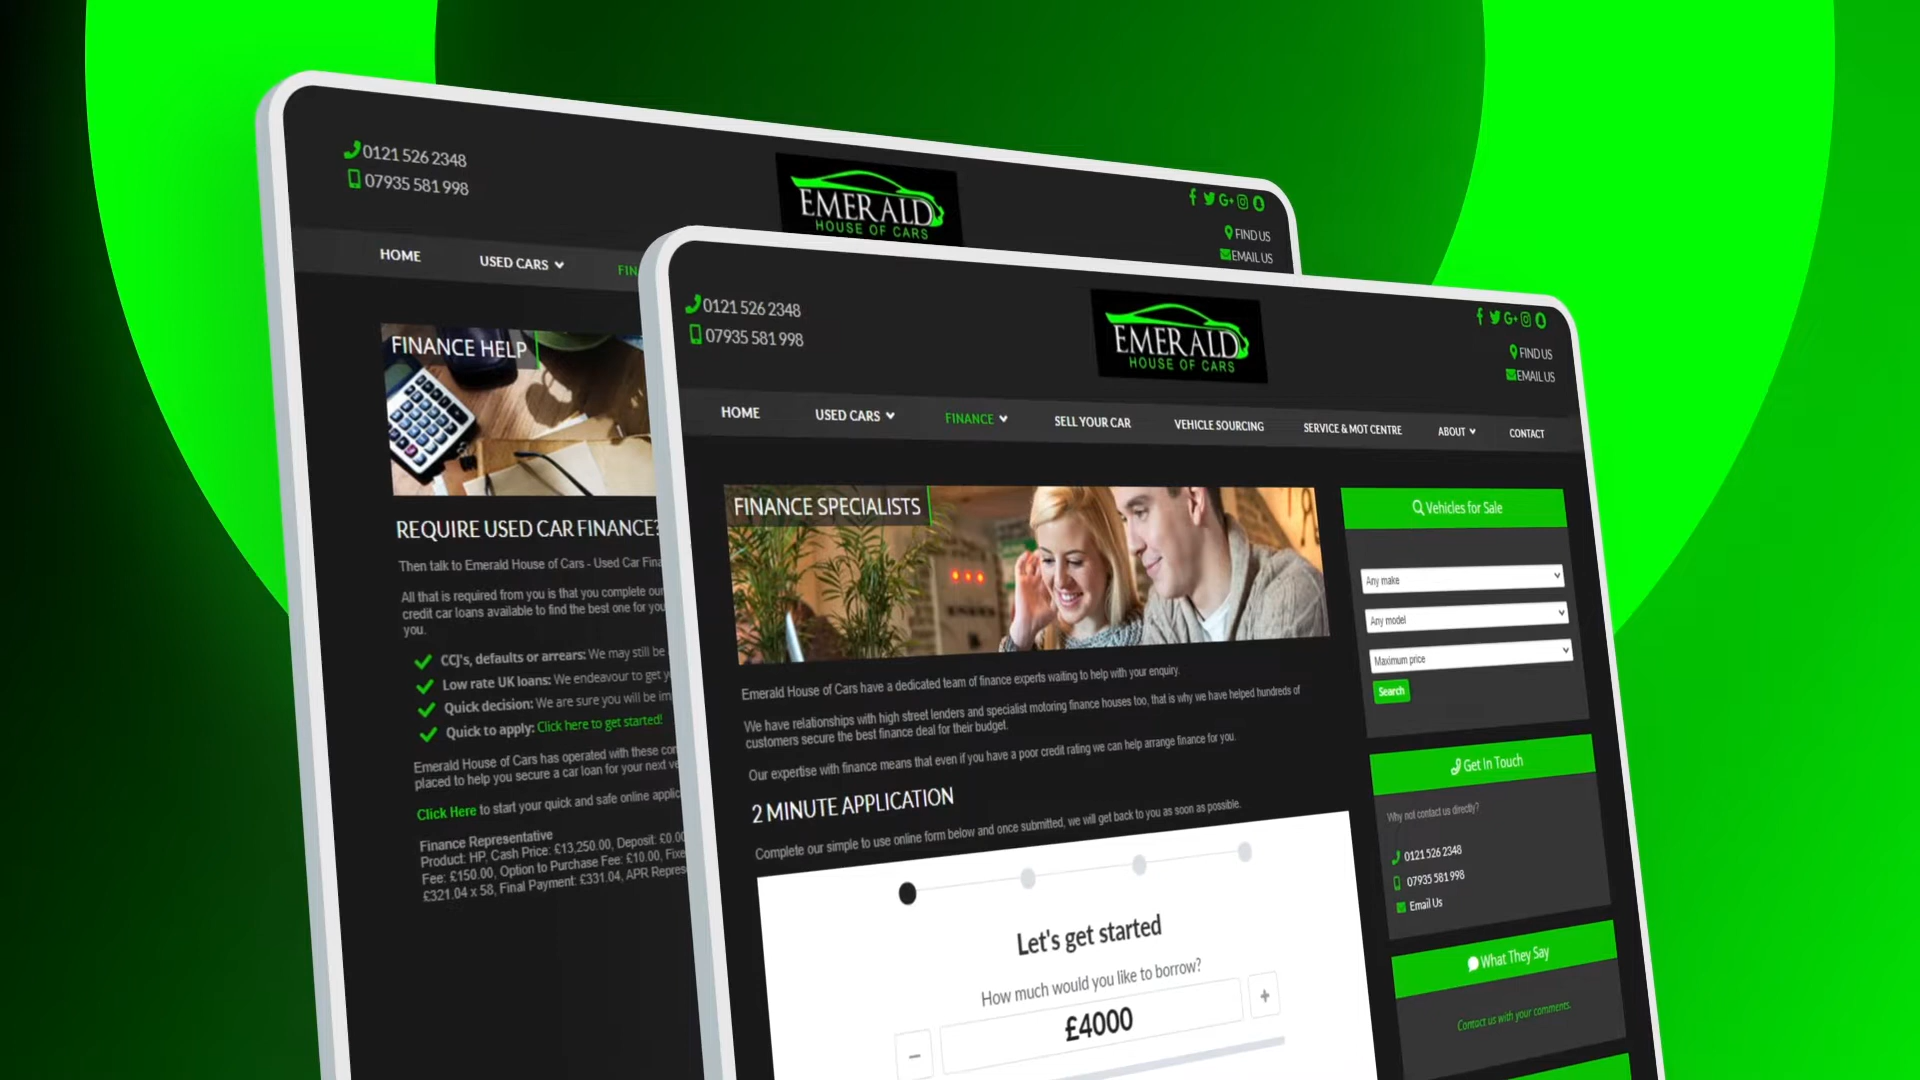 0121 526 2348
07935 581 998
EMERALD
HOUSE OF CARS
FIND US
EMAIL US
HOME
USED CARS
FIN
FINANCE HELP
REQUIRE USED CAR FINANCE?
Then talk to Emerald House of Cars - Used Car Fina
All that is required from you is that you complete our
credit car loans available to find the best one for you
you.
CCJ's, defaults or arrears: We may still be
Low rate UK loans: We endeavour to get y
Quick decision: We are sure you will be im
Quick to apply: Click here to get started!
Emerald House of Cars has operated with these con
placed to help you secure a car loan for your next ve
Click Here to start your quick and safe online applic
Finance Representative
Product: HP, Cash Price: £13,250.00, Deposit: £0.00
Fee: £150.00, Option to Purchase Fee: £10.00, Fixe
£321.04 x 58, Final Payment: £331.04, APR Repres
0121 526 2348
07935 581 998
EMERALD
HOUSE OF CARS
FIND US
EMAIL US
HOME
USED CARS
FINANCE
SELL YOUR CAR
VEHICLE SOURCING
SERVICE & MOT CENTRE
ABOUT
CONTACT
FINANCE SPECIALISTS
Emerald House of Cars have a dedicated team of finance experts waiting to help with your enquiry.
We have relationships with high street lenders and specialist motoring finance houses too, that is why we have helped hundreds of
customers secure the best finance deal for their budget.
Our expertise with finance means that even if you have a poor credit rating we can help arrange finance for you.
2 MINUTE APPLICATION
Complete our simple to use online form below and once submitted, we will get back to you as soon as possible.
Let's get started
How much would you like to borrow?
−
£4000
+
Vehicles for Sale
Any make
Any model
Maximum price
Search
Get In Touch
Why not contact us directly?
0121 526 2348
07935 581 998
Email Us
What They Say
Contact us with your comments.